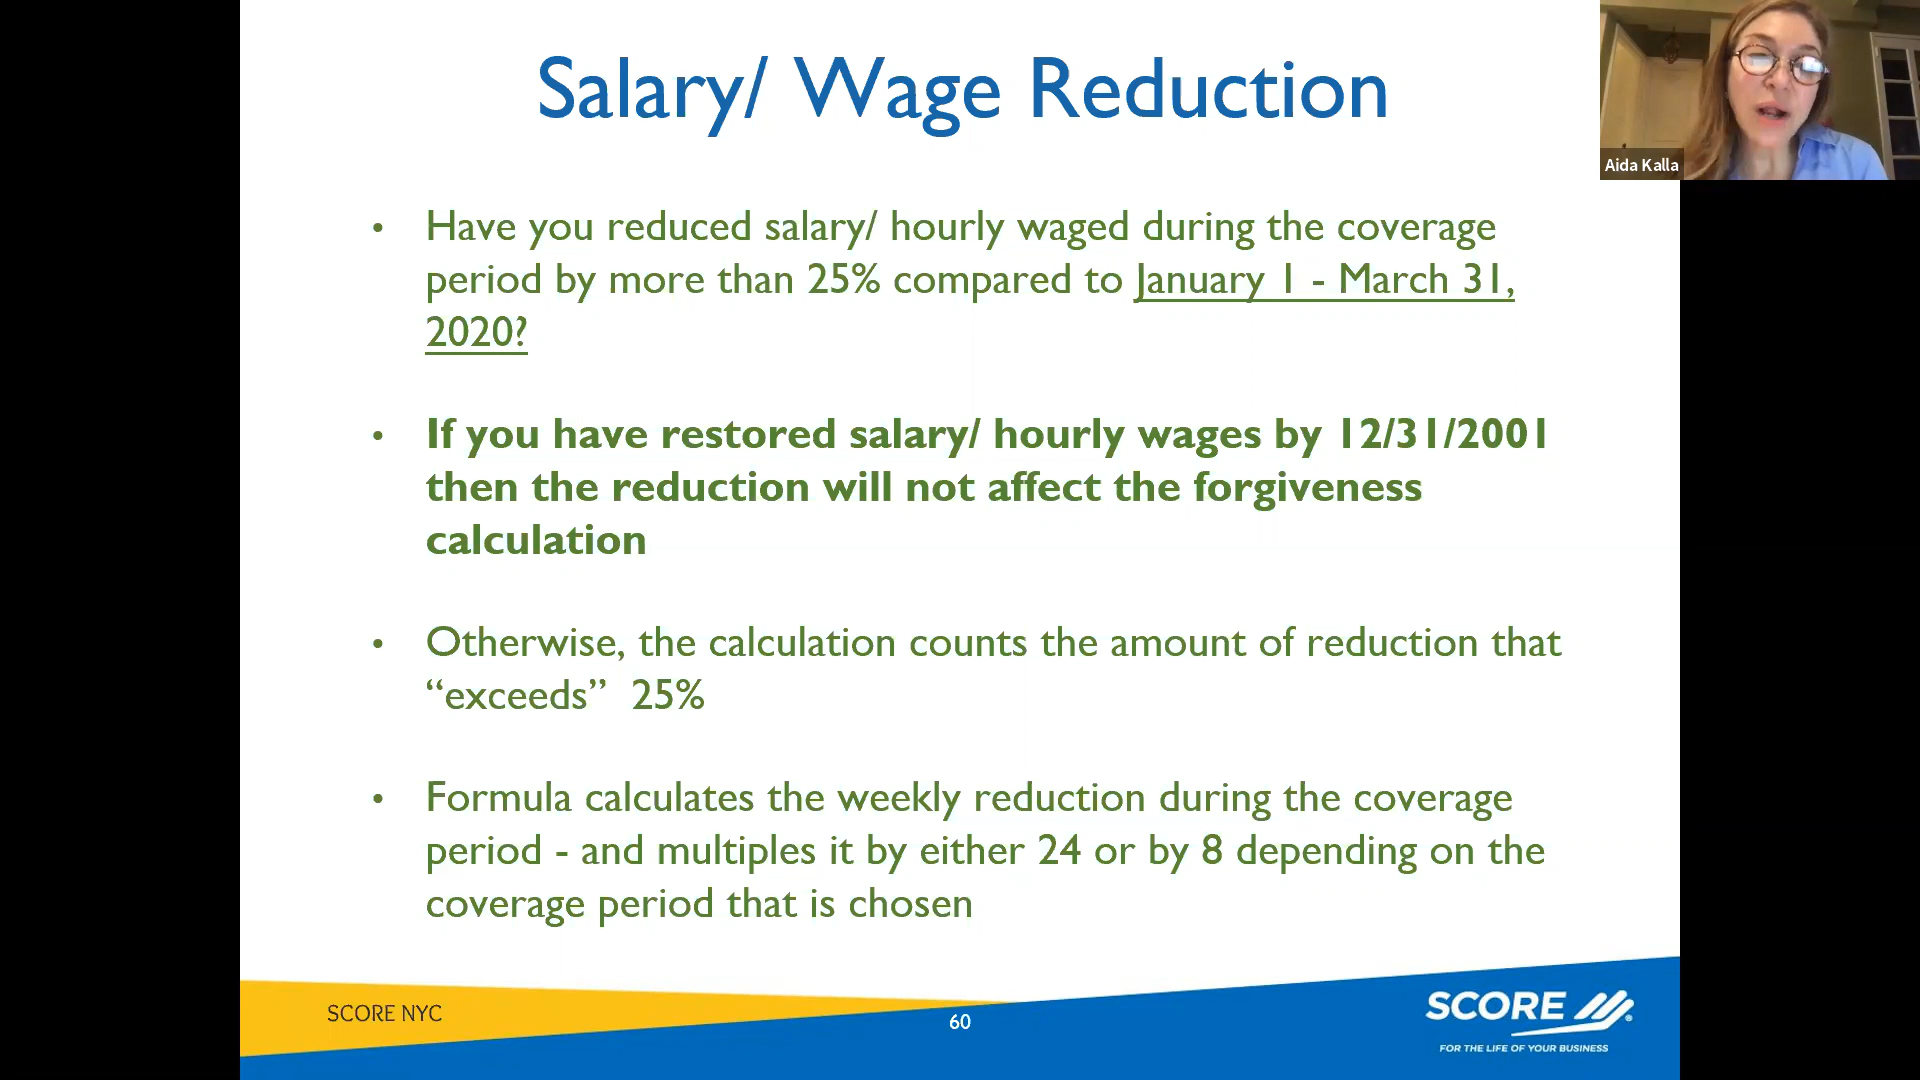 Salary/ Wage Reduction
Aida Kalla
• Have you reduced salary/ hourly waged during the coverage
period by more than 25% compared to January 1 - March 31,
2020?
• If you have restored salary/ hourly wages by 12/31/2001
then the reduction will not affect the forgiveness
calculation
• Otherwise, the calculation counts the amount of reduction that
“exceeds”  25%
• Formula calculates the weekly reduction during the coverage
period - and multiples it by either 24 or by 8 depending on the
coverage period that is chosen
SCORE NYC
60
SCORE
FOR THE LIFE OF YOUR BUSINESS